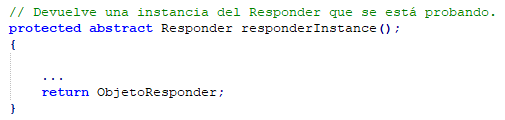 // Devuelve una instancia del Responder que se está probando.
protected abstract Responder responderInstance();
{
...
return ObjetoResponder;
}